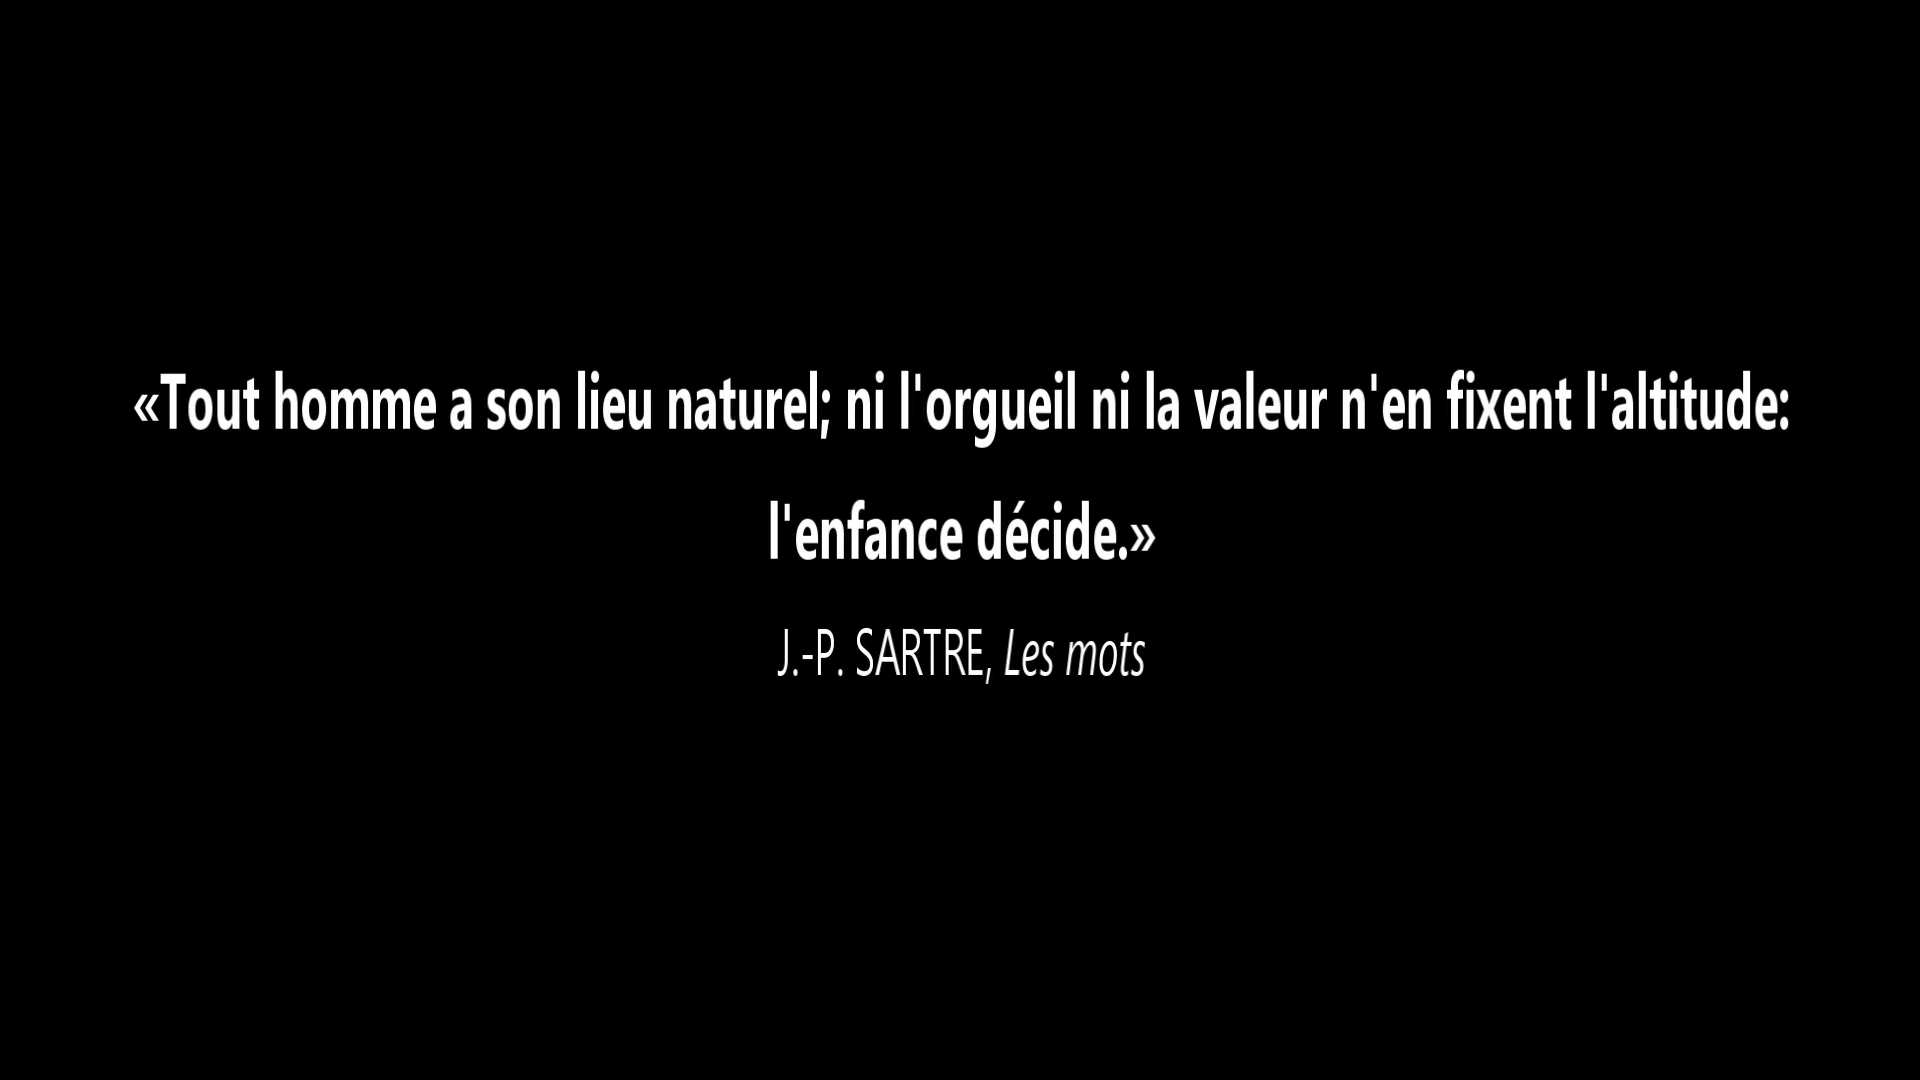 «Tout homme a son lieu naturel; ni l'orgueil ni la valeur n'en fixent l'altitude:
l'enfance décide.»
J.-P. SARTRE, Les mots